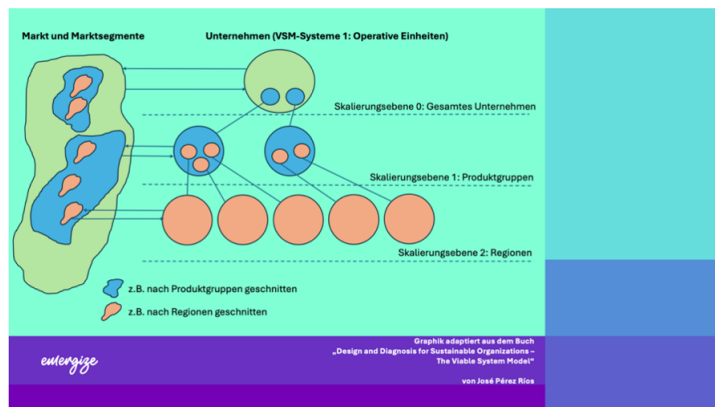 Markt und Marktsegmente
Unternehmen (VSM-Systeme 1: Operative Einheiten)
Skalierungsebene 0: Gesamtes Unternehmen
Skalierungsebene 1: Produktgruppen
Skalierungsebene 2: Regionen
z.B. nach Produktgruppen geschnitten
z.B. nach Regionen geschnitten
emergize
Graphik adaptiert aus dem Buch
„Design and Diagnosis for Sustainable Organizations –
The Viable System Model“
von José Pérez Ríos